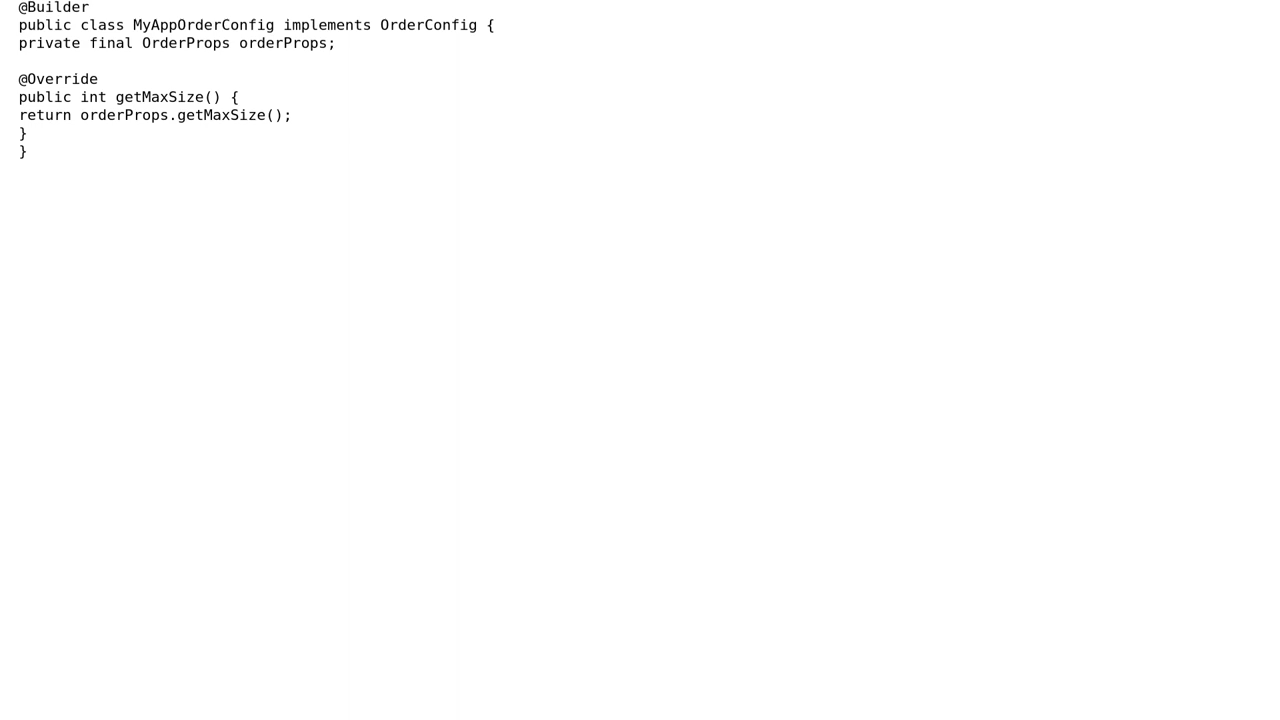 @Builder
public class MyAppOrderConfig implements OrderConfig {
private final OrderProps orderProps;

@Override
public int getMaxSize() {
return orderProps.getMaxSize();
}
}